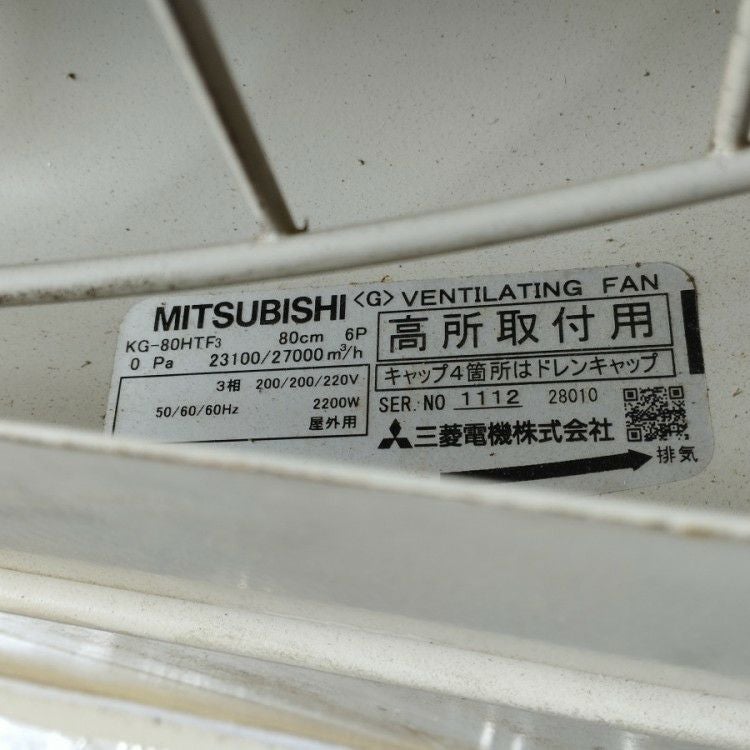 MITSUBISHI <G> VENTILATING FAN
KG-80HTF3 80cm 6P
0 Pa 23100/27000m³/h
3相 200/200/220V
50/60/60Hz 2200W
屋外用
高所取付用
キャップ4箇所はドレンキャップ
SER.NO 1112 28010
三菱電機株式会社
排気